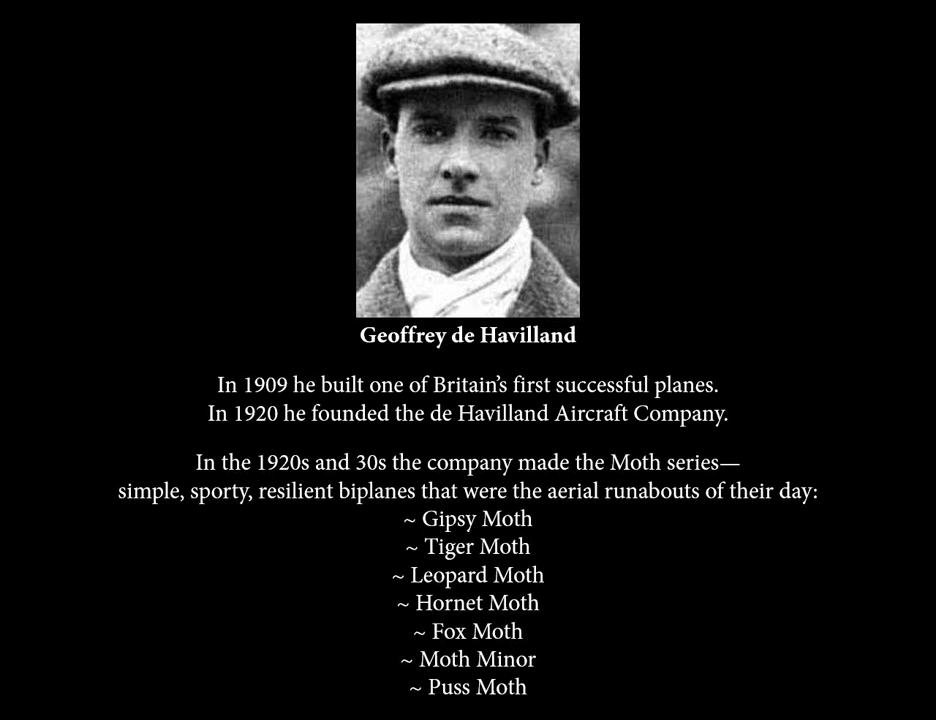 Geoffrey de Havilland
In 1909 he built one of Britain’s first successful planes.
In 1920 he founded the de Havilland Aircraft Company.
In the 1920s and 30s the company made the Moth series—
simple, sporty, resilient biplanes that were the aerial runabouts of their day:
~ Gipsy Moth
~ Tiger Moth
~ Leopard Moth
~ Hornet Moth
~ Fox Moth
~ Moth Minor
~ Puss Moth